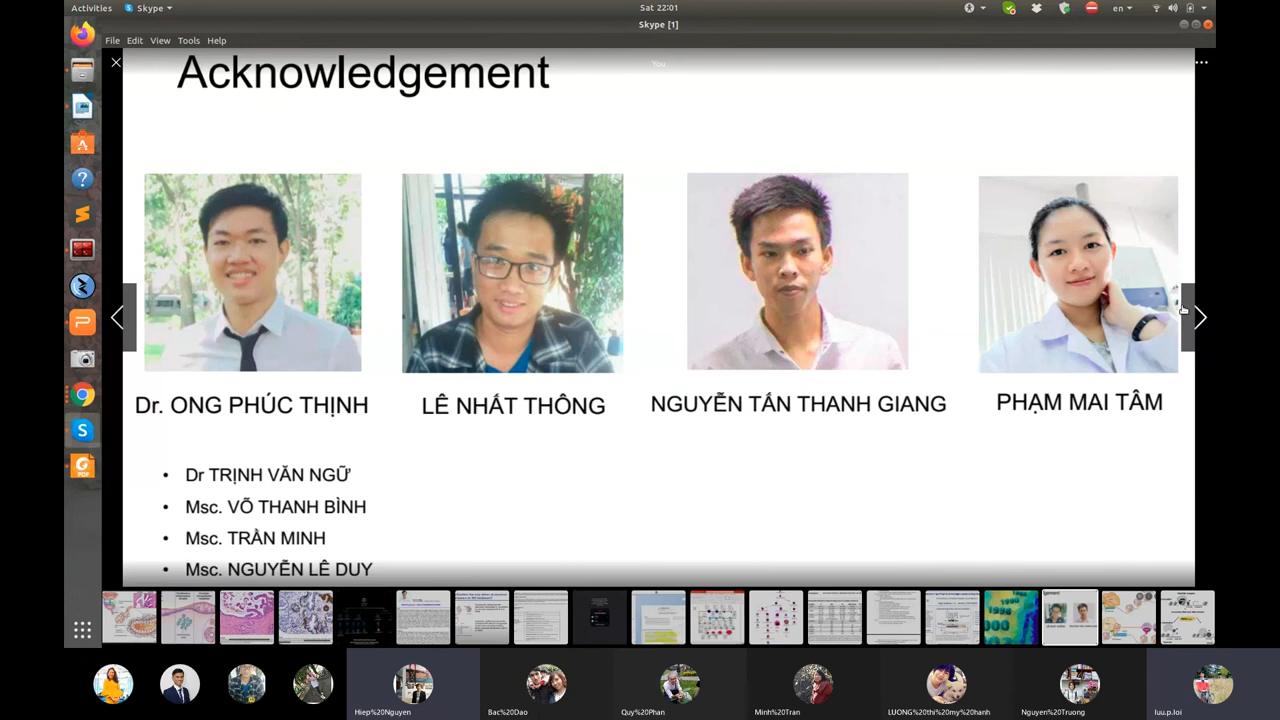 Activities
Skype
Sat 22:01
en
Skype [1]
File Edit View Tools Help
You
Acknowledgement
Dr. ONG PHÚC THỊNH
LÊ NHẤT THÔNG
NGUYỄN TẤN THANH GIANG
PHẠM MAI TÂM
• Dr TRỊNH VĂN NGỮ
• Msc. VÕ THANH BÌNH
• Msc. TRẦN MINH
• Msc. NGUYỄN LÊ DUY
Hiep%20Nguyen
Bac%20Dao
Quy%20Phan
Minh%20Tran
LUONG%20thi%20my%20hanh
Nguyen%20Truong
luu.p.loi